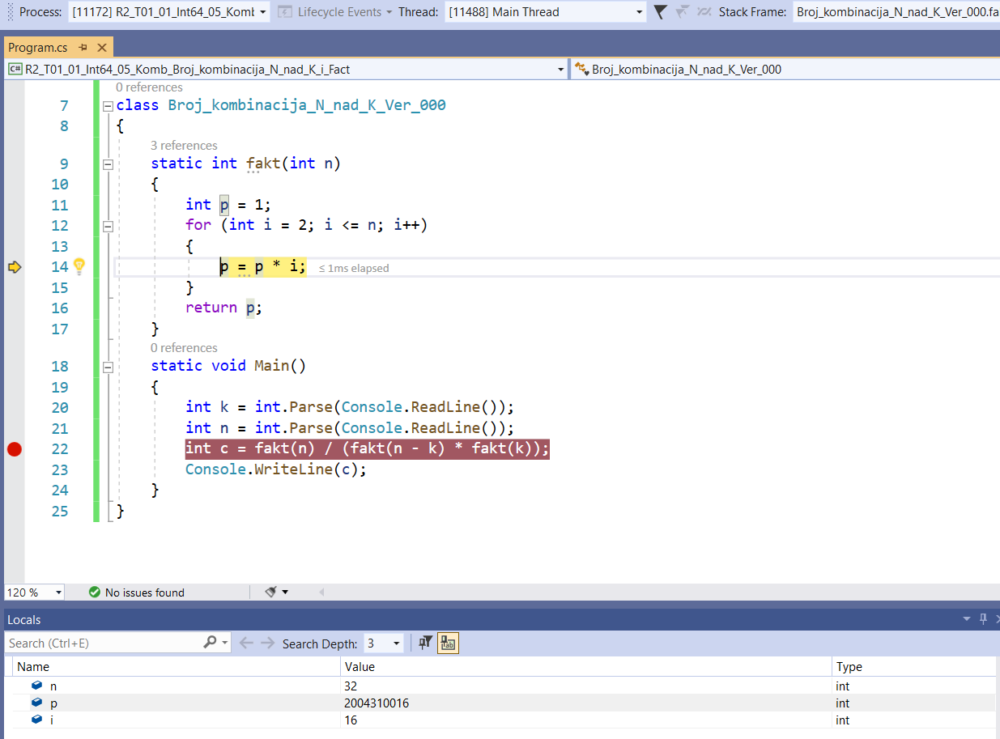 Process: [11172] R2_T01_01_Int64_05_Komb Lifecycle Events Thread: [11488] Main Thread Stack Frame: Broj_kombinacija_N_nad_K_Ver_000.fa
Program.cs
C# R2_T01_01_Int64_05_Komb_Broj_kombinacija_N_nad_K_i_Fact Broj_kombinacija_N_nad_K_Ver_000
0 references
7 class Broj_kombinacija_N_nad_K_Ver_000
8 {
3 references
9 static int fakt(int n)
10 {
11 int p = 1;
12 for (int i = 2; i <= n; i++)
13 {
14 p = p * i; ≤ 1ms elapsed
15 }
16 return p;
17 }
0 references
18 static void Main()
19 {
20 int k = int.Parse(Console.ReadLine());
21 int n = int.Parse(Console.ReadLine());
22 int c = fakt(n) / (fakt(n - k) * fakt(k));
23 Console.WriteLine(c);
24 }
25 }
120 % No issues found
Locals
Search (Ctrl+E) Search Depth: 3
Name Value Type
n 32 int
p 2004310016 int
i 16 int